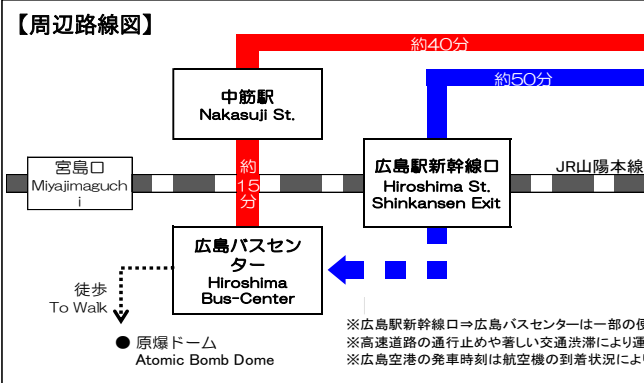 【周辺路線図】
約40分
約50分
中筋駅
Nakasuji St.
約
15
分
宮島口
Miyajimaguch
i
広島駅新幹線口
Hiroshima St.
Shinkansen Exit
JR山陽本線
広島バスセン
ター
Hiroshima
Bus-Center
徒歩
To Walk
● 原爆ドーム
Atomic Bomb Dome
※広島駅新幹線口⇒広島バスセンターは一部の便
※高速道路の通行止めや著しい交通渋滞により運
※広島空港の発車時刻は航空機の到着状況によ